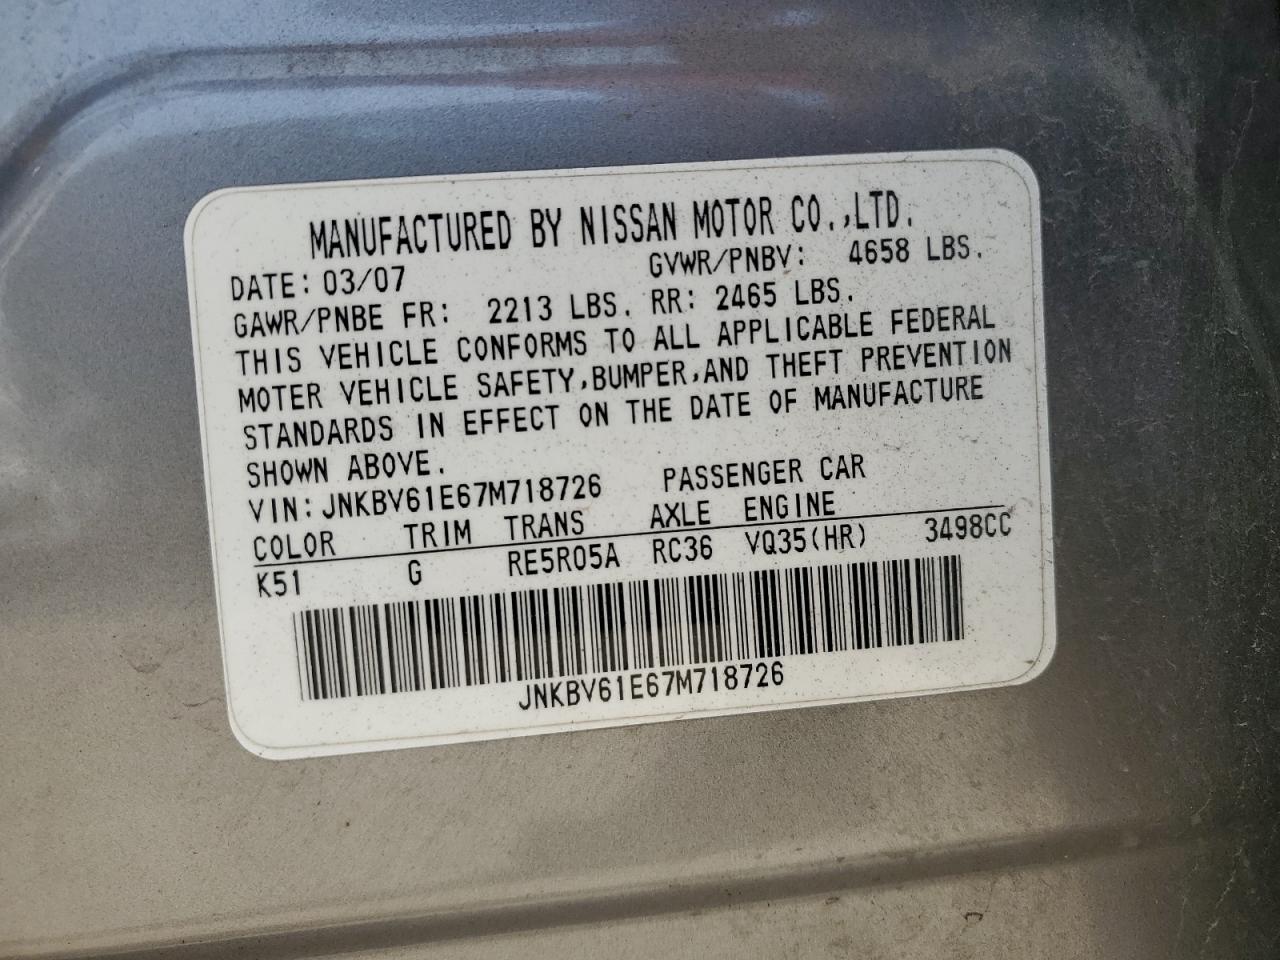 MANUFACTURED BY NISSAN MOTOR CO.,LTD.
DATE: 03/07 GVWR/PNBV: 4658 LBS.
GAWR/PNBE FR: 2213 LBS. RR: 2465 LBS.
THIS VEHICLE CONFORMS TO ALL APPLICABLE FEDERAL
MOTER VEHICLE SAFETY,BUMPER,AND THEFT PREVENTION
STANDARDS IN EFFECT ON THE DATE OF MANUFACTURE
SHOWN ABOVE.
VIN:JNKBV61E67M718726 PASSENGER CAR
COLOR TRIM TRANS AXLE ENGINE
K51 G RE5R05A RC36 VQ35(HR) 3498CC
JNKBV61E67M718726